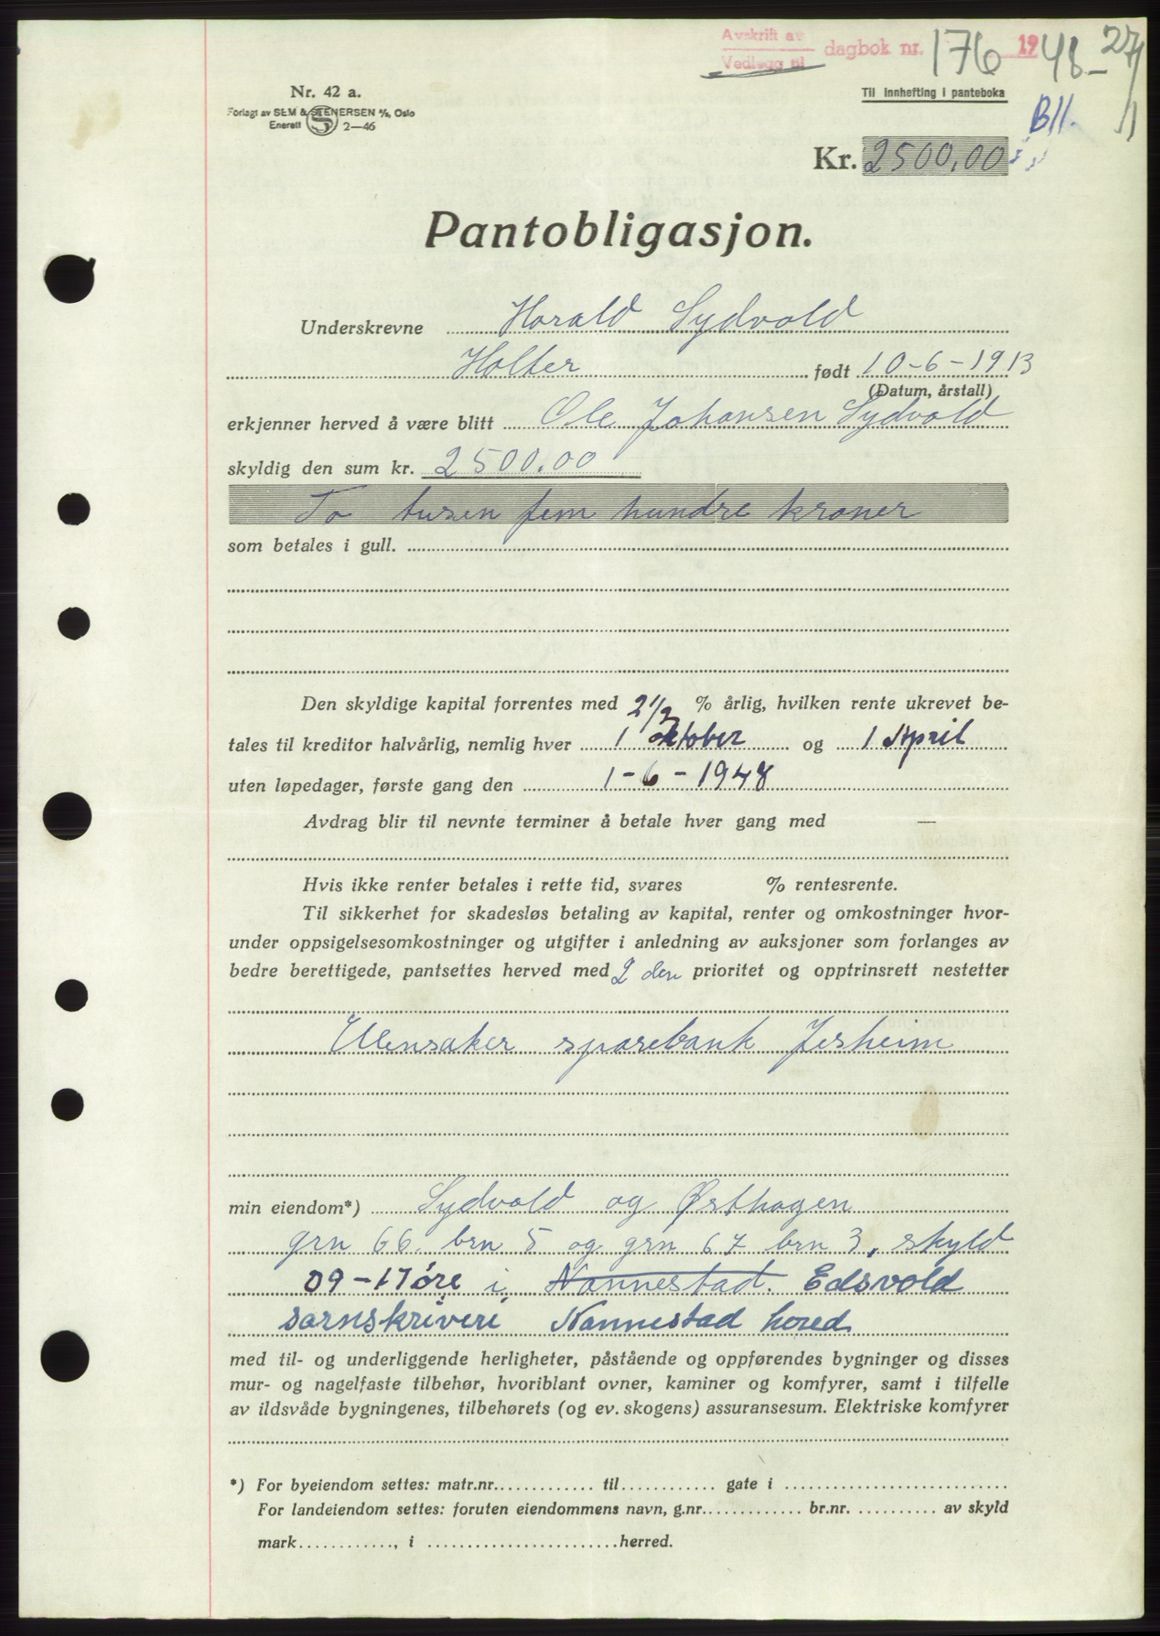 Avskrift av
Vedlegg til dagbok nr. 176 1948 - 27/1
Nr. 42 a.
Forlagt av SEM & STENERSEN A/S, Oslo
Enerett S 2—46
Til innhefting i panteboka
B11.
Kr. 2500,00
Pantobligasjon.
Underskrevne Harald Sydvold
Holter født 10-6-1913
(Datum, årstall)
erkjenner herved å være blitt Ole Johansen Sydvold
skyldig den sum kr. 2500.00
To tusen fem hundre kroner
som betales i gull.
Den skyldige kapital forrentes med 2 1/2 % årlig, hvilken rente ukrevet be-
tales til kreditor halvårlig, nemlig hver 1 oktober og 1 April
uten løpedager, første gang den 1-6-1948
Avdrag blir til nevnte terminer å betale hver gang med —
Hvis ikke renter betales i rette tid, svares % rentesrente.
Til sikkerhet for skadesløs betaling av kapital, renter og omkostninger hvor-
under oppsigelsesomkostninger og utgifter i anledning av auksjoner som forlanges av
bedre berettigede, pantsettes herved med 2 den prioritet og opptrinsrett nestetter
Ullensaker sparebank Jesheim
min eiendom*) Sydvold og Østhagen
grn 66. brn 5 og grn 67 brn 3, skyld
09-17 øre i Nannestad. Edsvold
sornskriveri Nannestad hered
med til- og underliggende herligheter, påstående og oppførendes bygninger og disses
mur- og nagelfaste tilbehør, hvoriblant ovner, kaminer og komfyrer, samt i tilfelle
av ildsvåde bygningenes, tilbehørets (og ev. skogens) assuransesum. Elektriske komfyrer
*) For byeiendom settes: matr.nr. til gate i
For landeiendom settes: foruten eiendommens navn, g.nr. br.nr. av skyld
mark , i herred.